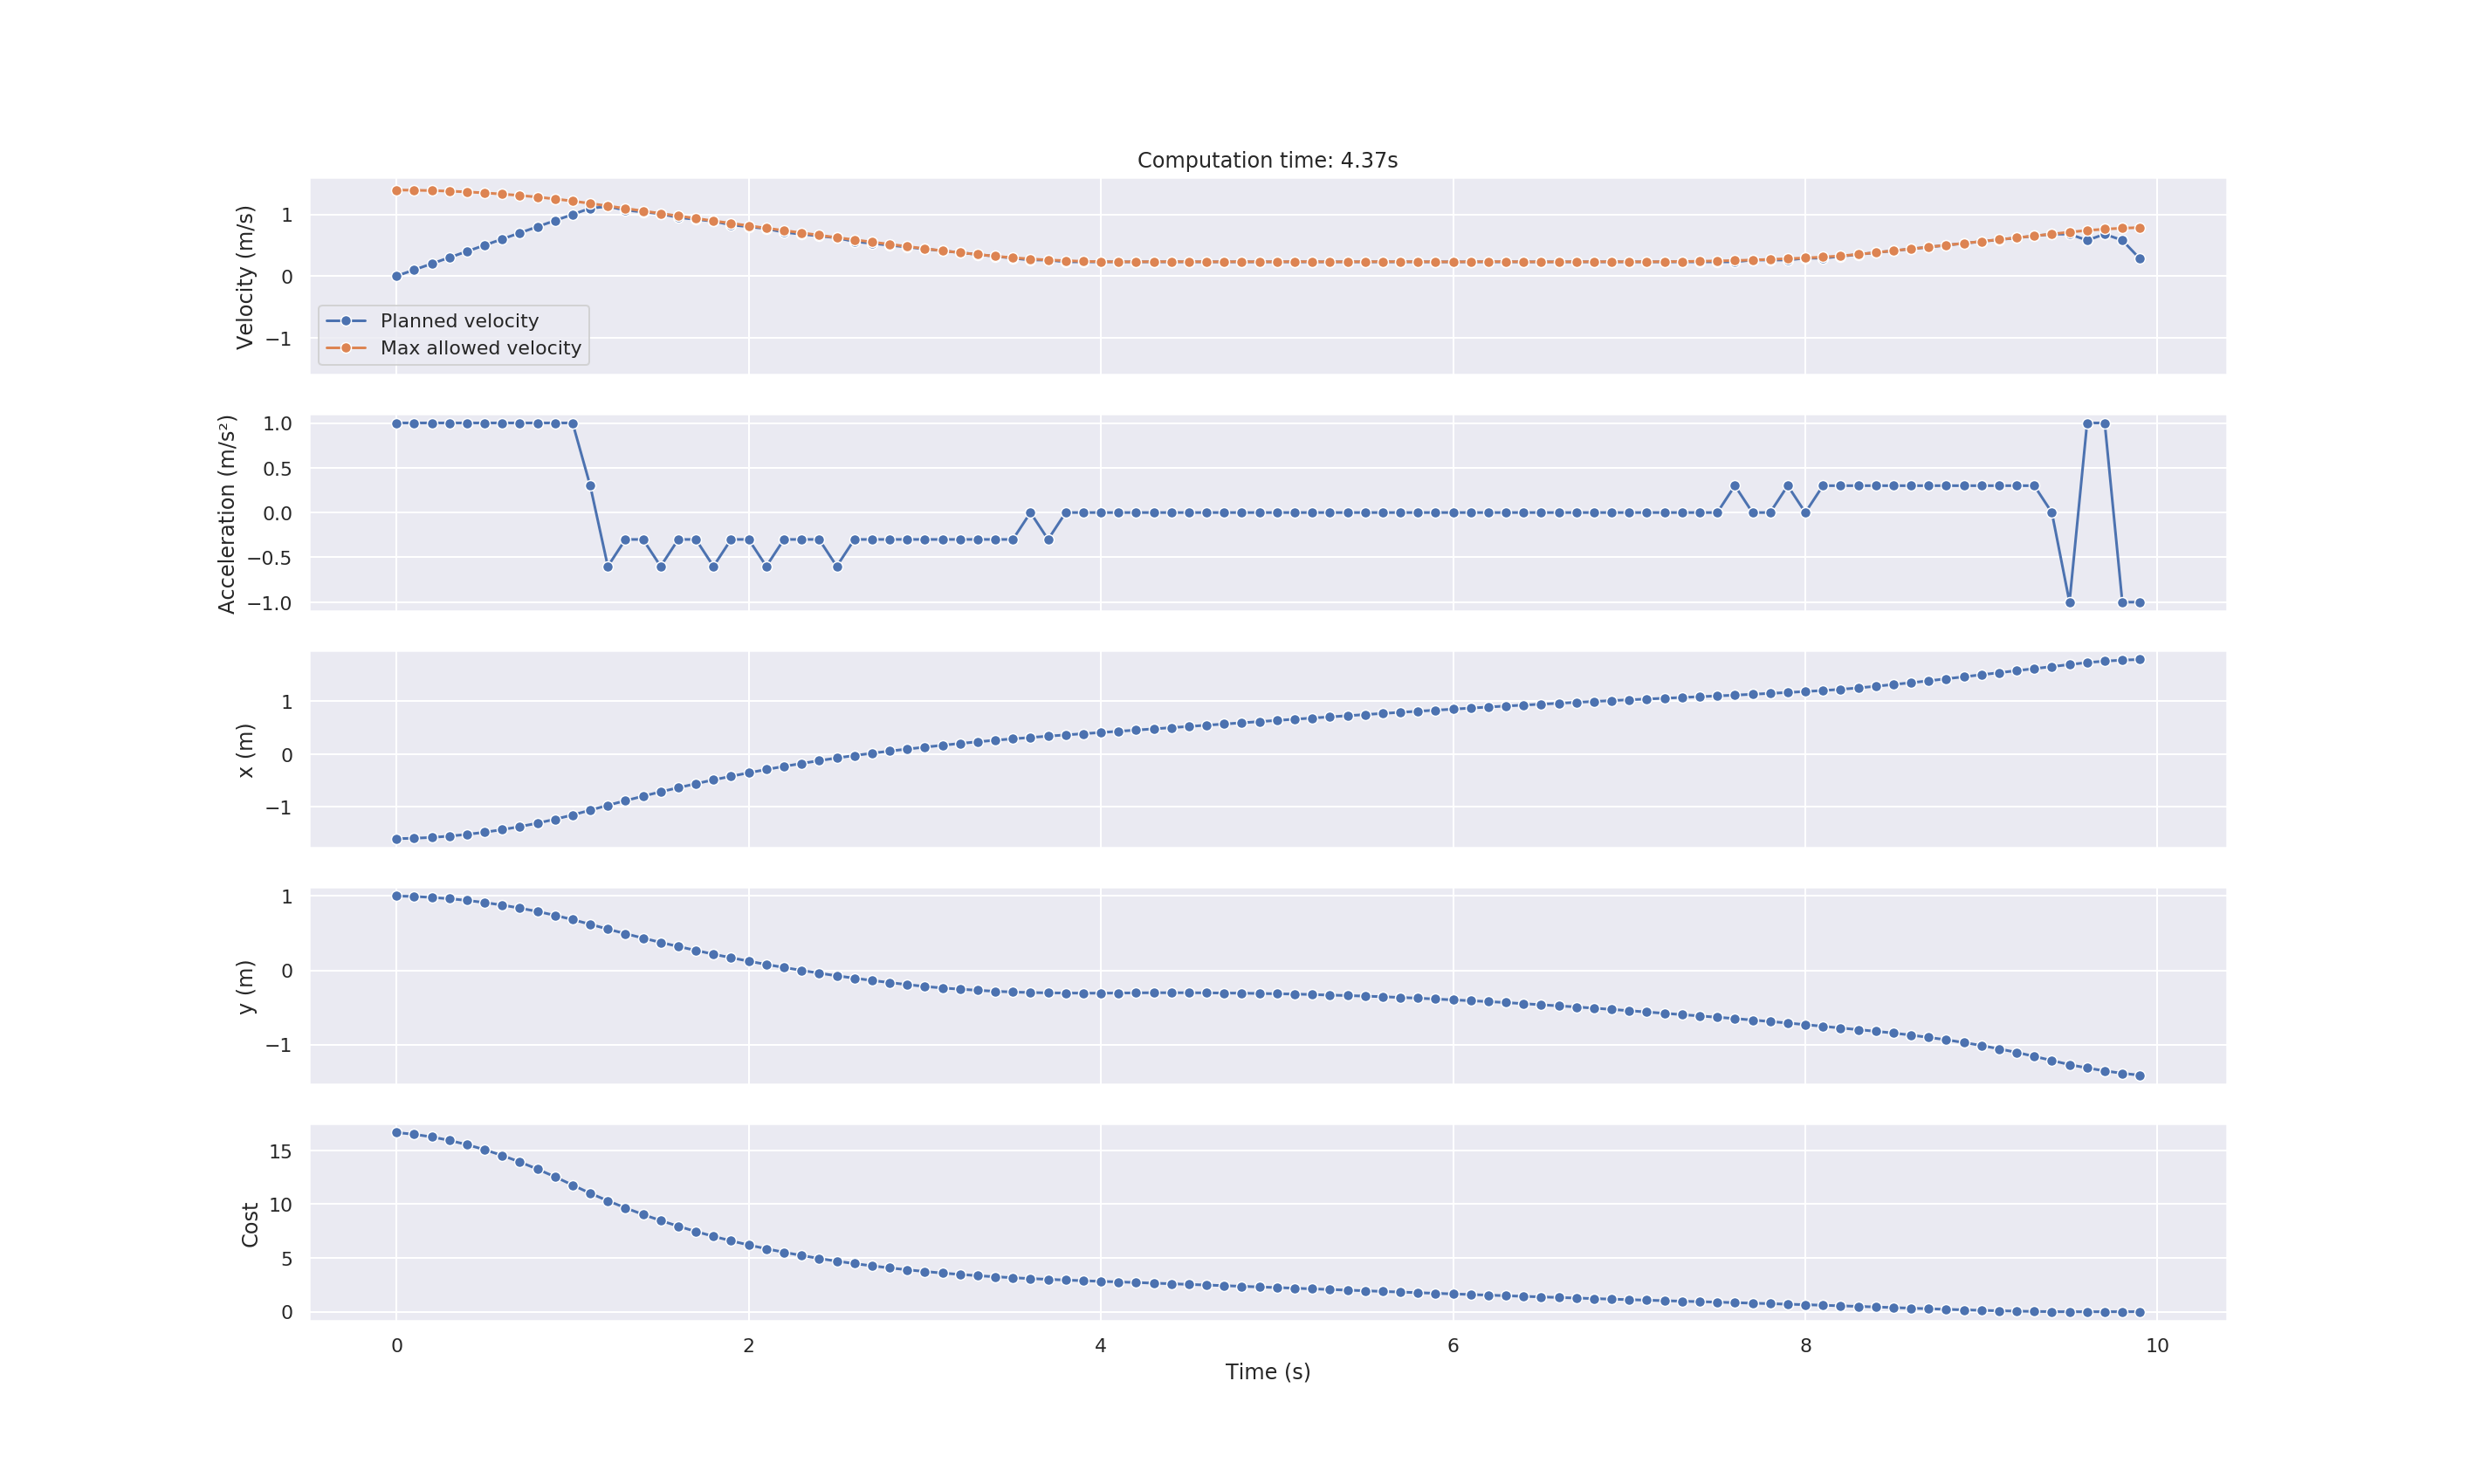 Computation time: 4.37s
Velocity (m/s)
1
0
−1
Planned velocity
Max allowed velocity
Acceleration (m/s²)
1.0
0.5
0.0
−0.5
−1.0
x (m)
1
0
−1
y (m)
1
0
−1
Cost
15
10
5
0
0 2 4 6 8 10
Time (s)